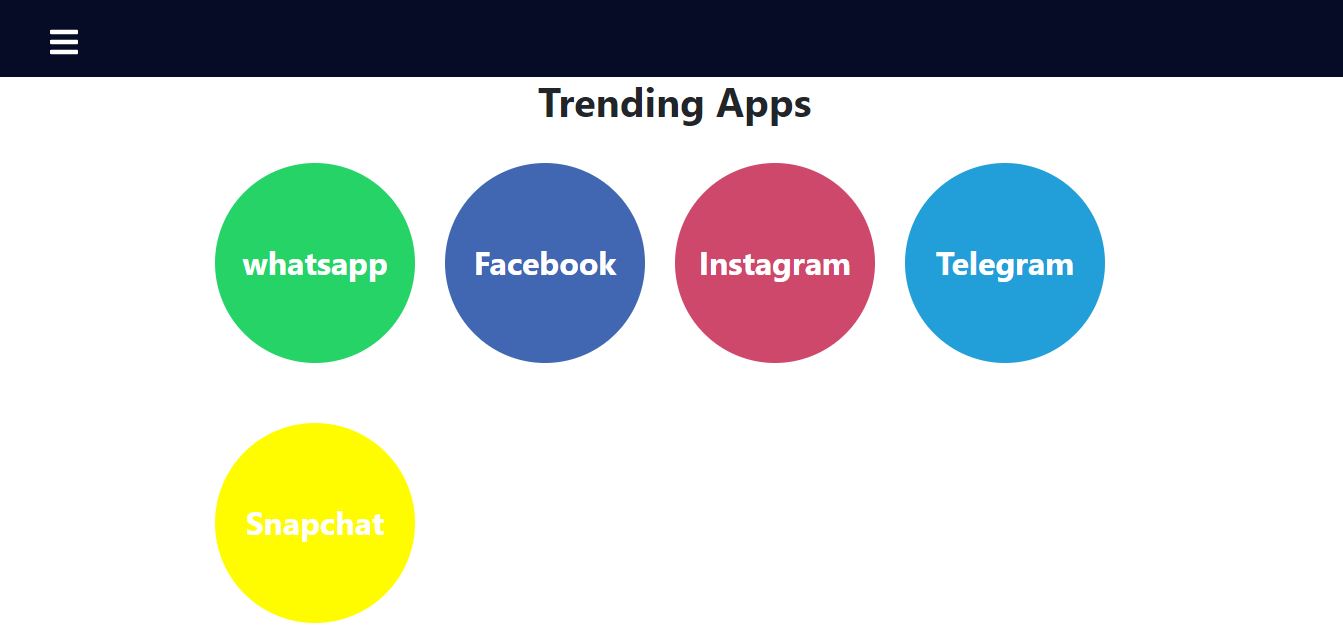 Trending Apps
whatsapp
Facebook
Instagram
Telegram
Snapchat